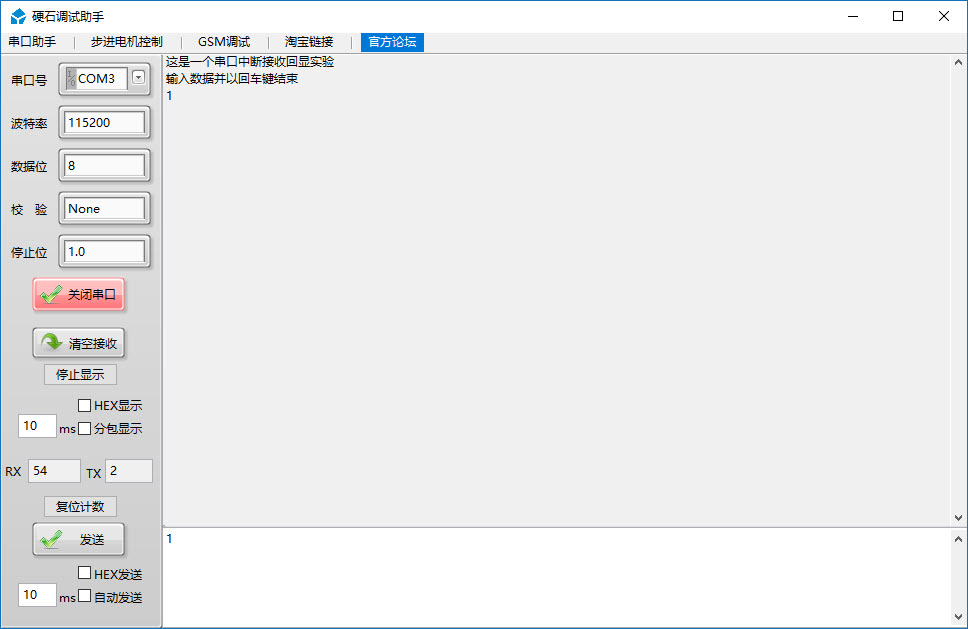 硬石调试助手
串口助手 步进电机控制 GSM调试 淘宝链接 官方论坛
串口号 COM3
波特率 115200
数据位 8
校 验 None
停止位 1.0
关闭串口
清空接收
停止显示
HEX显示
10 ms 分包显示
RX 54 TX 2
复位计数
发送
HEX发送
10 ms 自动发送
这是一个串口中断接收回显实验
输入数据并以回车键结束
1
1